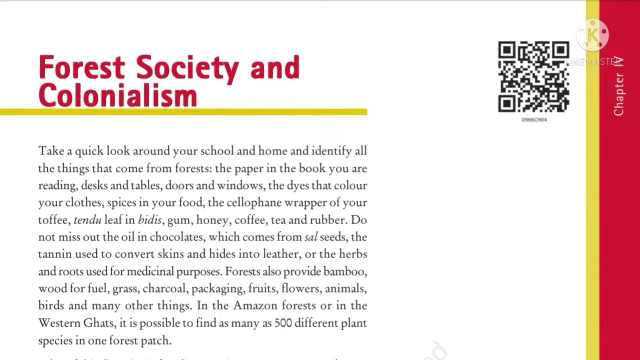 Forest Society and
Colonialism
KINEMASTER
Chapter IV
0966CH04
Take a quick look around your school and home and identify all
the things that come from forests: the paper in the book you are
reading, desks and tables, doors and windows, the dyes that colour
your clothes, spices in your food, the cellophane wrapper of your
toffee, tendu leaf in bidis, gum, honey, coffee, tea and rubber. Do
not miss out the oil in chocolates, which comes from sal seeds, the
tannin used to convert skins and hides into leather, or the herbs
and roots used for medicinal purposes. Forests also provide bamboo,
wood for fuel, grass, charcoal, packaging, fruits, flowers, animals,
birds and many other things. In the Amazon forests or in the
Western Ghats, it is possible to find as many as 500 different plant
species in one forest patch.